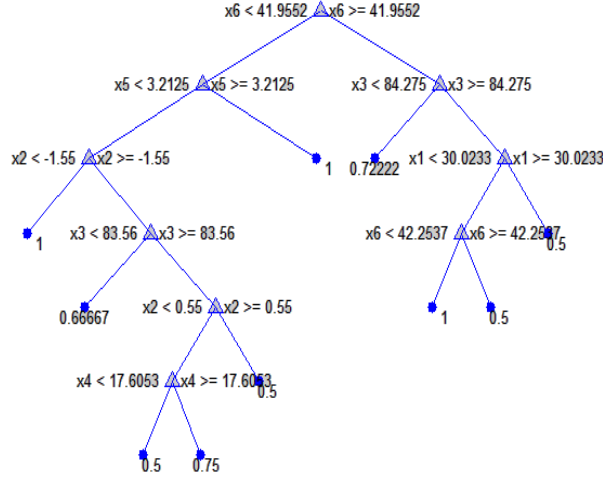 x6 < 41.9552 x6 >= 41.9552
x5 < 3.2125 x5 >= 3.2125 x3 < 84.275 x3 >= 84.275
x2 < -1.55 x2 >= -1.55 1 0.72222 x1 < 30.0233 x1 >= 30.0233
1 x3 < 83.56 x3 >= 83.56 x6 < 42.2537 x6 >= 42.2537 0.5
0.66667 x2 < 0.55 x2 >= 0.55 1 0.5
x4 < 17.6053 x4 >= 17.6053 0.5
0.5 0.75